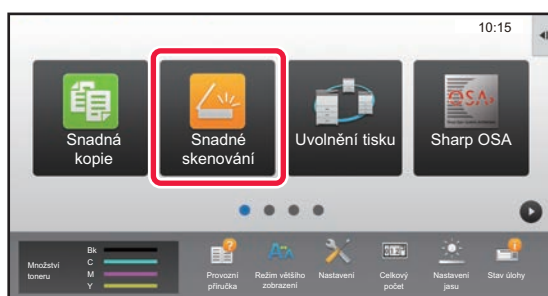 10:15
Snadná
kopie
Snadné
skenování
Uvolnění tisku
Sharp OSA
OSA
Množství
toneru
Bk
C
M
Y
Provozní
příručka
Režim většího
zobrazení
Nastavení
Celkový
počet
Nastavení
jasu
Stav úlohy